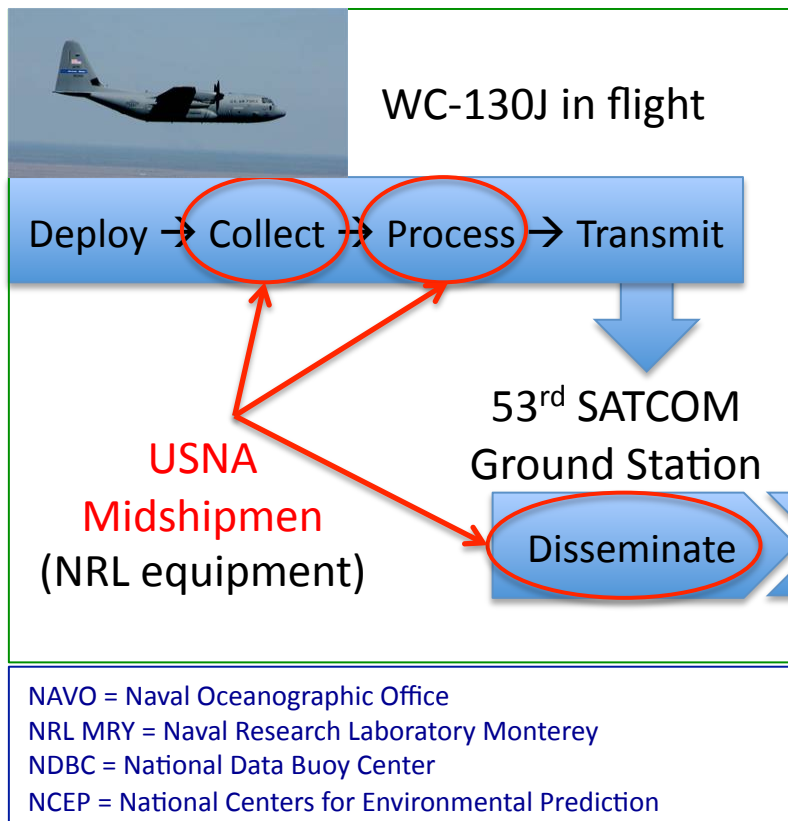 WC-130J in flight
Deploy → Collect → Process → Transmit
53rd SATCOM
Ground Station
USNA
Midshipmen
(NRL equipment)
Disseminate
NAVO = Naval Oceanographic Office
NRL MRY = Naval Research Laboratory Monterey
NDBC = National Data Buoy Center
NCEP = National Centers for Environmental Prediction